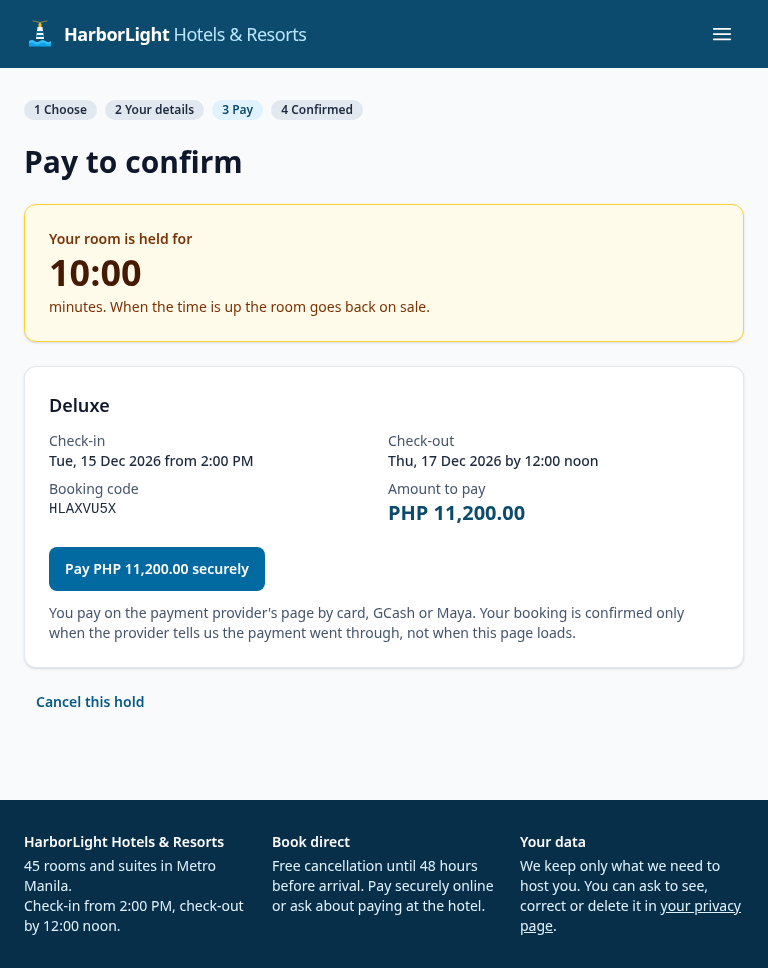 HarborLight Hotels & Resorts
1 Choose 2 Your details 3 Pay 4 Confirmed
Pay to confirm
Your room is held for
10:00
minutes. When the time is up the room goes back on sale.
Deluxe
Check-in
Tue, 15 Dec 2026 from 2:00 PM
Check-out
Thu, 17 Dec 2026 by 12:00 noon
Booking code
HLAXVU5X
Amount to pay
PHP 11,200.00
Pay PHP 11,200.00 securely
You pay on the payment provider's page by card, GCash or Maya. Your booking is confirmed only
when the provider tells us the payment went through, not when this page loads.
Cancel this hold
HarborLight Hotels & Resorts
45 rooms and suites in Metro
Manila.
Check-in from 2:00 PM, check-out
by 12:00 noon.
Book direct
Free cancellation until 48 hours
before arrival. Pay securely online
or ask about paying at the hotel.
Your data
We keep only what we need to
host you. You can ask to see,
correct or delete it in your privacy
page.